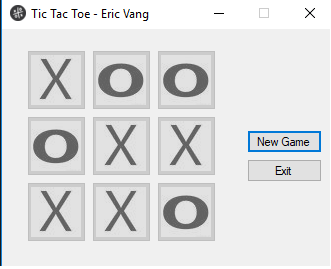 Tic Tac Toe - Eric Vang
X O O
O X X
X X O
New Game
Exit